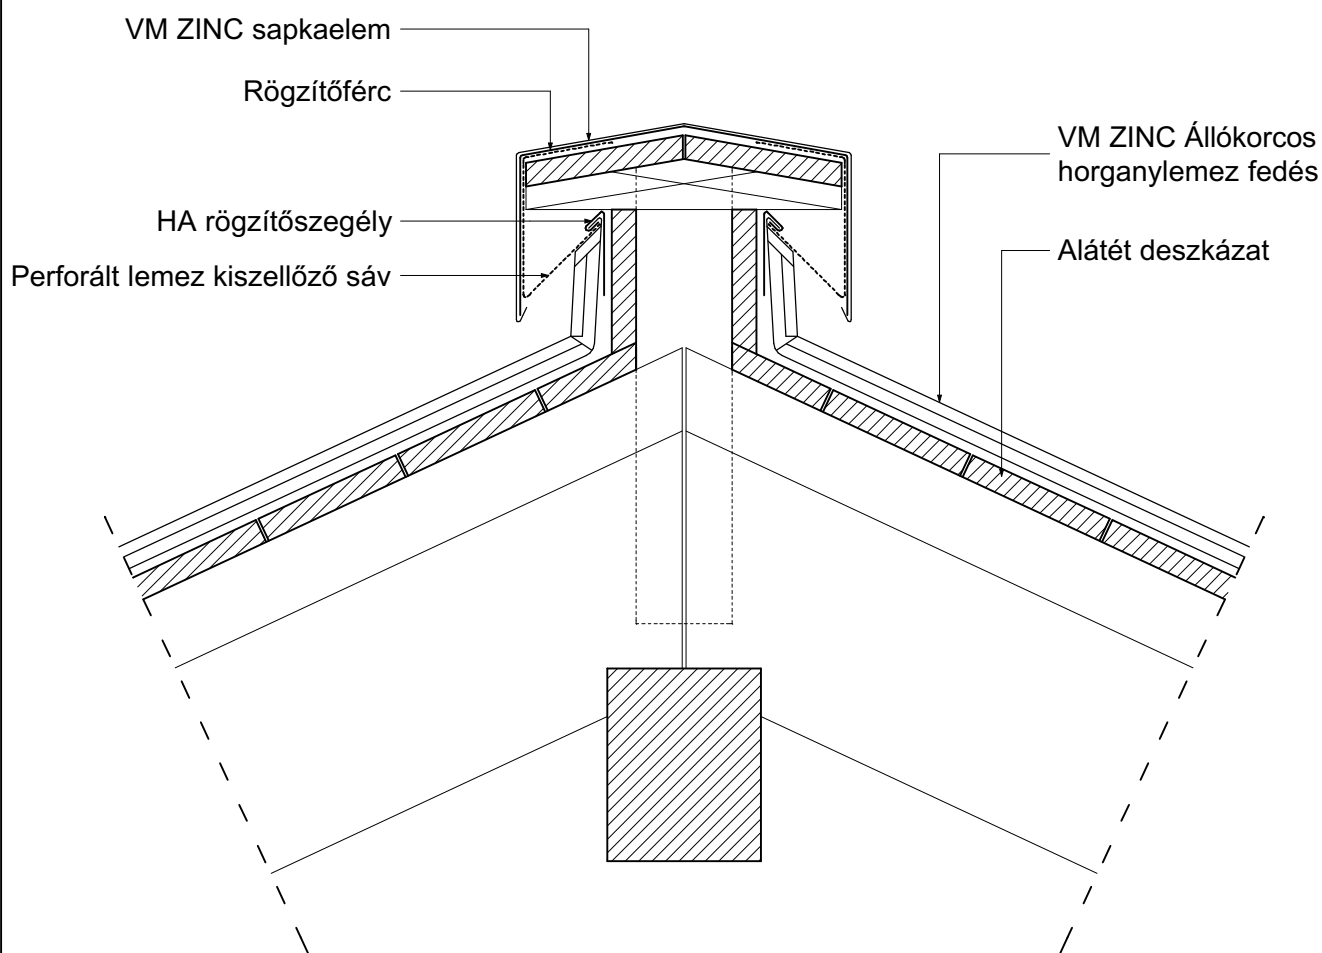 VM ZINC sapkaelem
Rögzítőférc
HA rögzítőszegély
Perforált lemez kiszellőző sáv
VM ZINC Állókorcos
horganylemez fedés
Alátét deszkázat